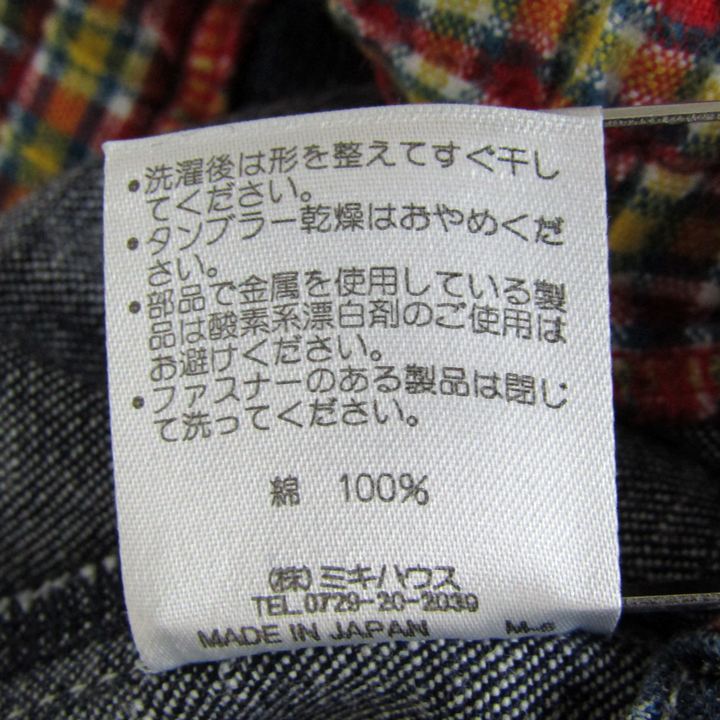 ・洗濯後は形を整えてすぐ干し
てください。
・タンブラー乾燥はおやめくだ
さい。
・部品で金属を使用している製
品は酸素系漂白剤のご使用は
お避けください。
・ファスナーのある製品は閉じ
て洗ってください。
綿 100%
(株)ミキハウス
TEL.0729-20-2039
MADE IN JAPAN